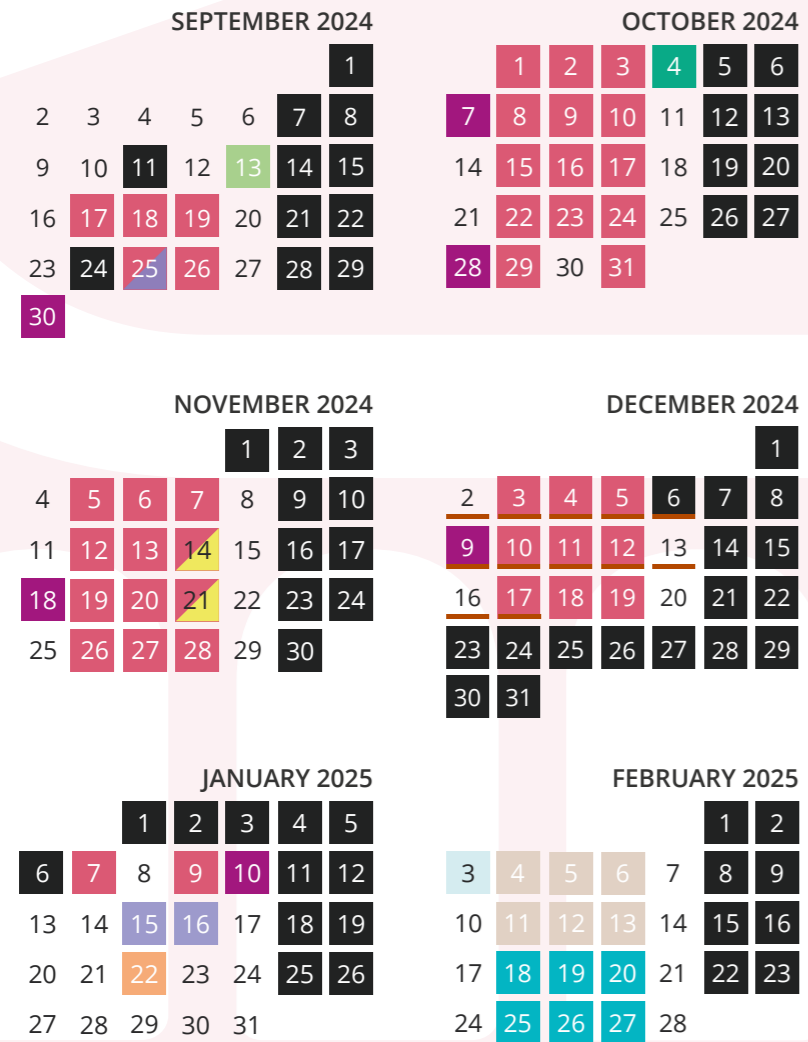 SEPTEMBER 2024
1
2 3 4 5 6 7 8
9 10 11 12 13 14 15
16 17 18 19 20 21 22
23 24 25 26 27 28 29
30
OCTOBER 2024
1 2 3 4 5 6
7 8 9 10 11 12 13
14 15 16 17 18 19 20
21 22 23 24 25 26 27
28 29 30 31
NOVEMBER 2024
1 2 3
4 5 6 7 8 9 10
11 12 13 14 15 16 17
18 19 20 21 22 23 24
25 26 27 28 29 30
DECEMBER 2024
1
2 3 4 5 6 7 8
9 10 11 12 13 14 15
16 17 18 19 20 21 22
23 24 25 26 27 28 29
30 31
JANUARY 2025
1 2 3 4 5
6 7 8 9 10 11 12
13 14 15 16 17 18 19
20 21 22 23 24 25 26
27 28 29 30 31
FEBRUARY 2025
1 2
3 4 5 6 7 8 9
10 11 12 13 14 15 16
17 18 19 20 21 22 23
24 25 26 27 28